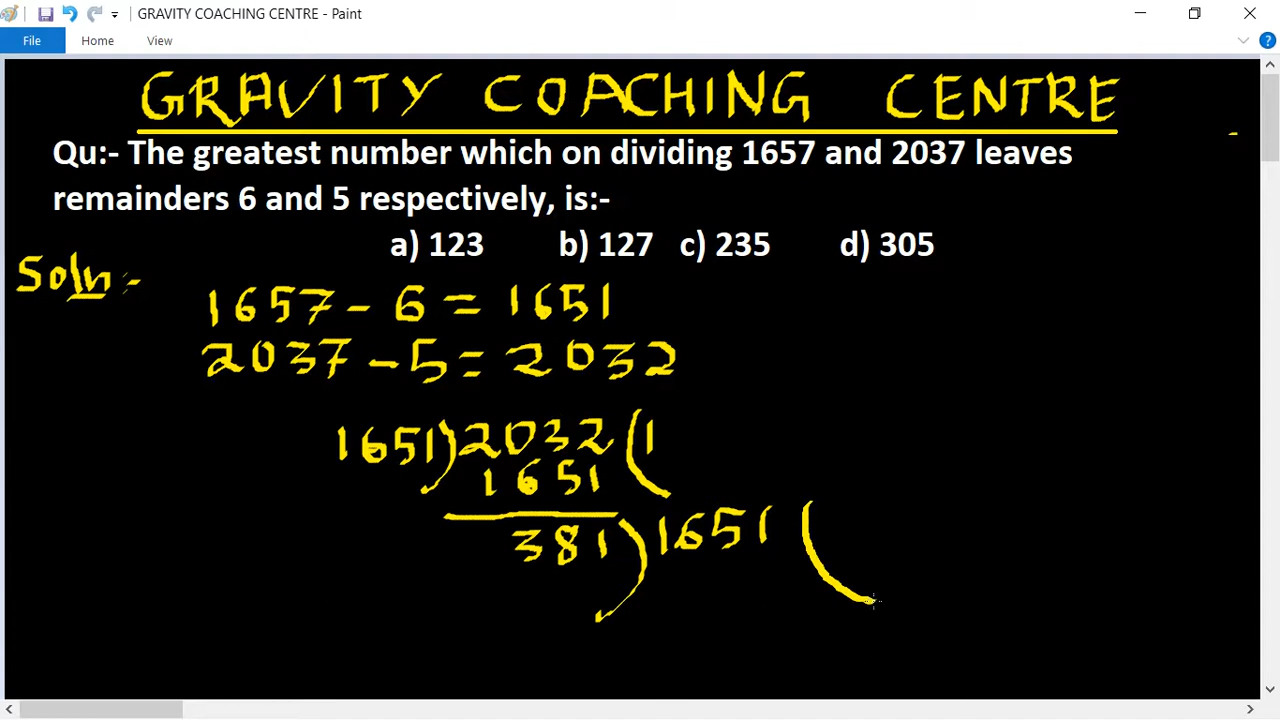 GRAVITY COACHING CENTRE - Paint
File Home View
GRAVITY COACHING CENTRE
Qu:- The greatest number which on dividing 1657 and 2037 leaves
remainders 6 and 5 respectively, is:-
a) 123 b) 127 c) 235 d) 305
Soln :-
1657 - 6 = 1651
2037 - 5 = 2032
1651)2032(1
1651
381)1651(